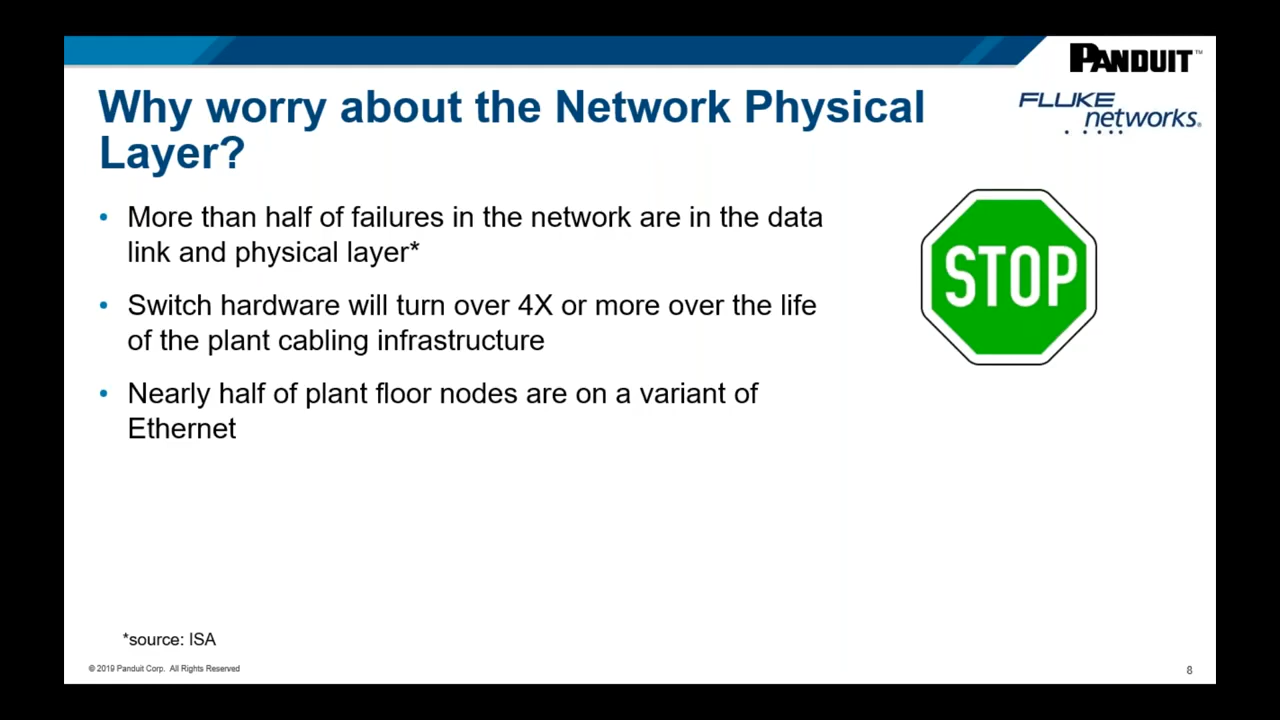 PANDUIT™
FLUKE
networks®
Why worry about the Network Physical
Layer?
• More than half of failures in the network are in the data
link and physical layer*
• Switch hardware will turn over 4X or more over the life
of the plant cabling infrastructure
• Nearly half of plant floor nodes are on a variant of
Ethernet
STOP
*source: ISA
© 2019 Panduit Corp. All Rights Reserved
8